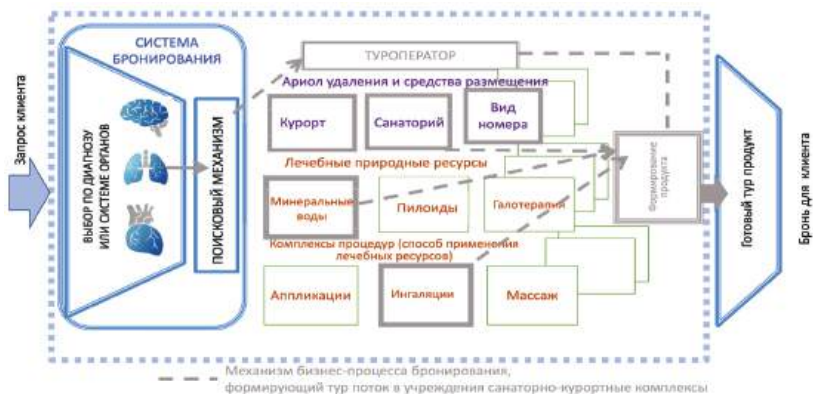 Запрос клиента
СИСТЕМА
БРОНИРОВАНИЯ
ВЫБОР ПО ДИАГНОЗУ
ИЛИ СИСТЕМЕ ОРГАНОВ
ПОИСКОВЫЙ МЕХАНИЗМ
ТУРОПЕРАТОР
Ариол удаления и средства размещения
Курорт
Санаторий
Вид
номера
Лечебные природные ресурсы
Минеральные
воды
Пилоиды
Галотерапия
Комплексы процедур (способ применения
лечебных ресурсов)
Аппликации
Ингаляции
Массаж
Формирование
продукта
Готовый тур продукт
Бронь для клиента
Механизм бизнес-процесса бронирования,
формирующий тур поток в учреждения санаторно-курортные комплексы